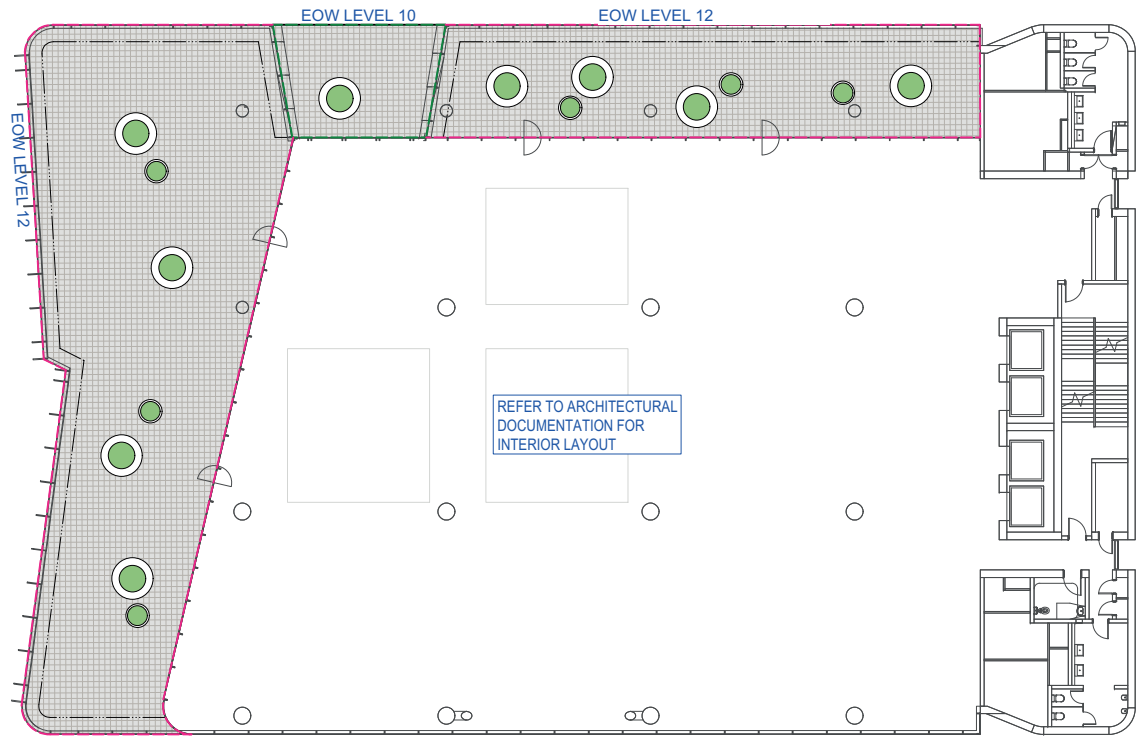 EOW LEVEL 10
EOW LEVEL 12
EOW LEVEL 12
REFER TO ARCHITECTURAL
DOCUMENTATION FOR
INTERIOR LAYOUT